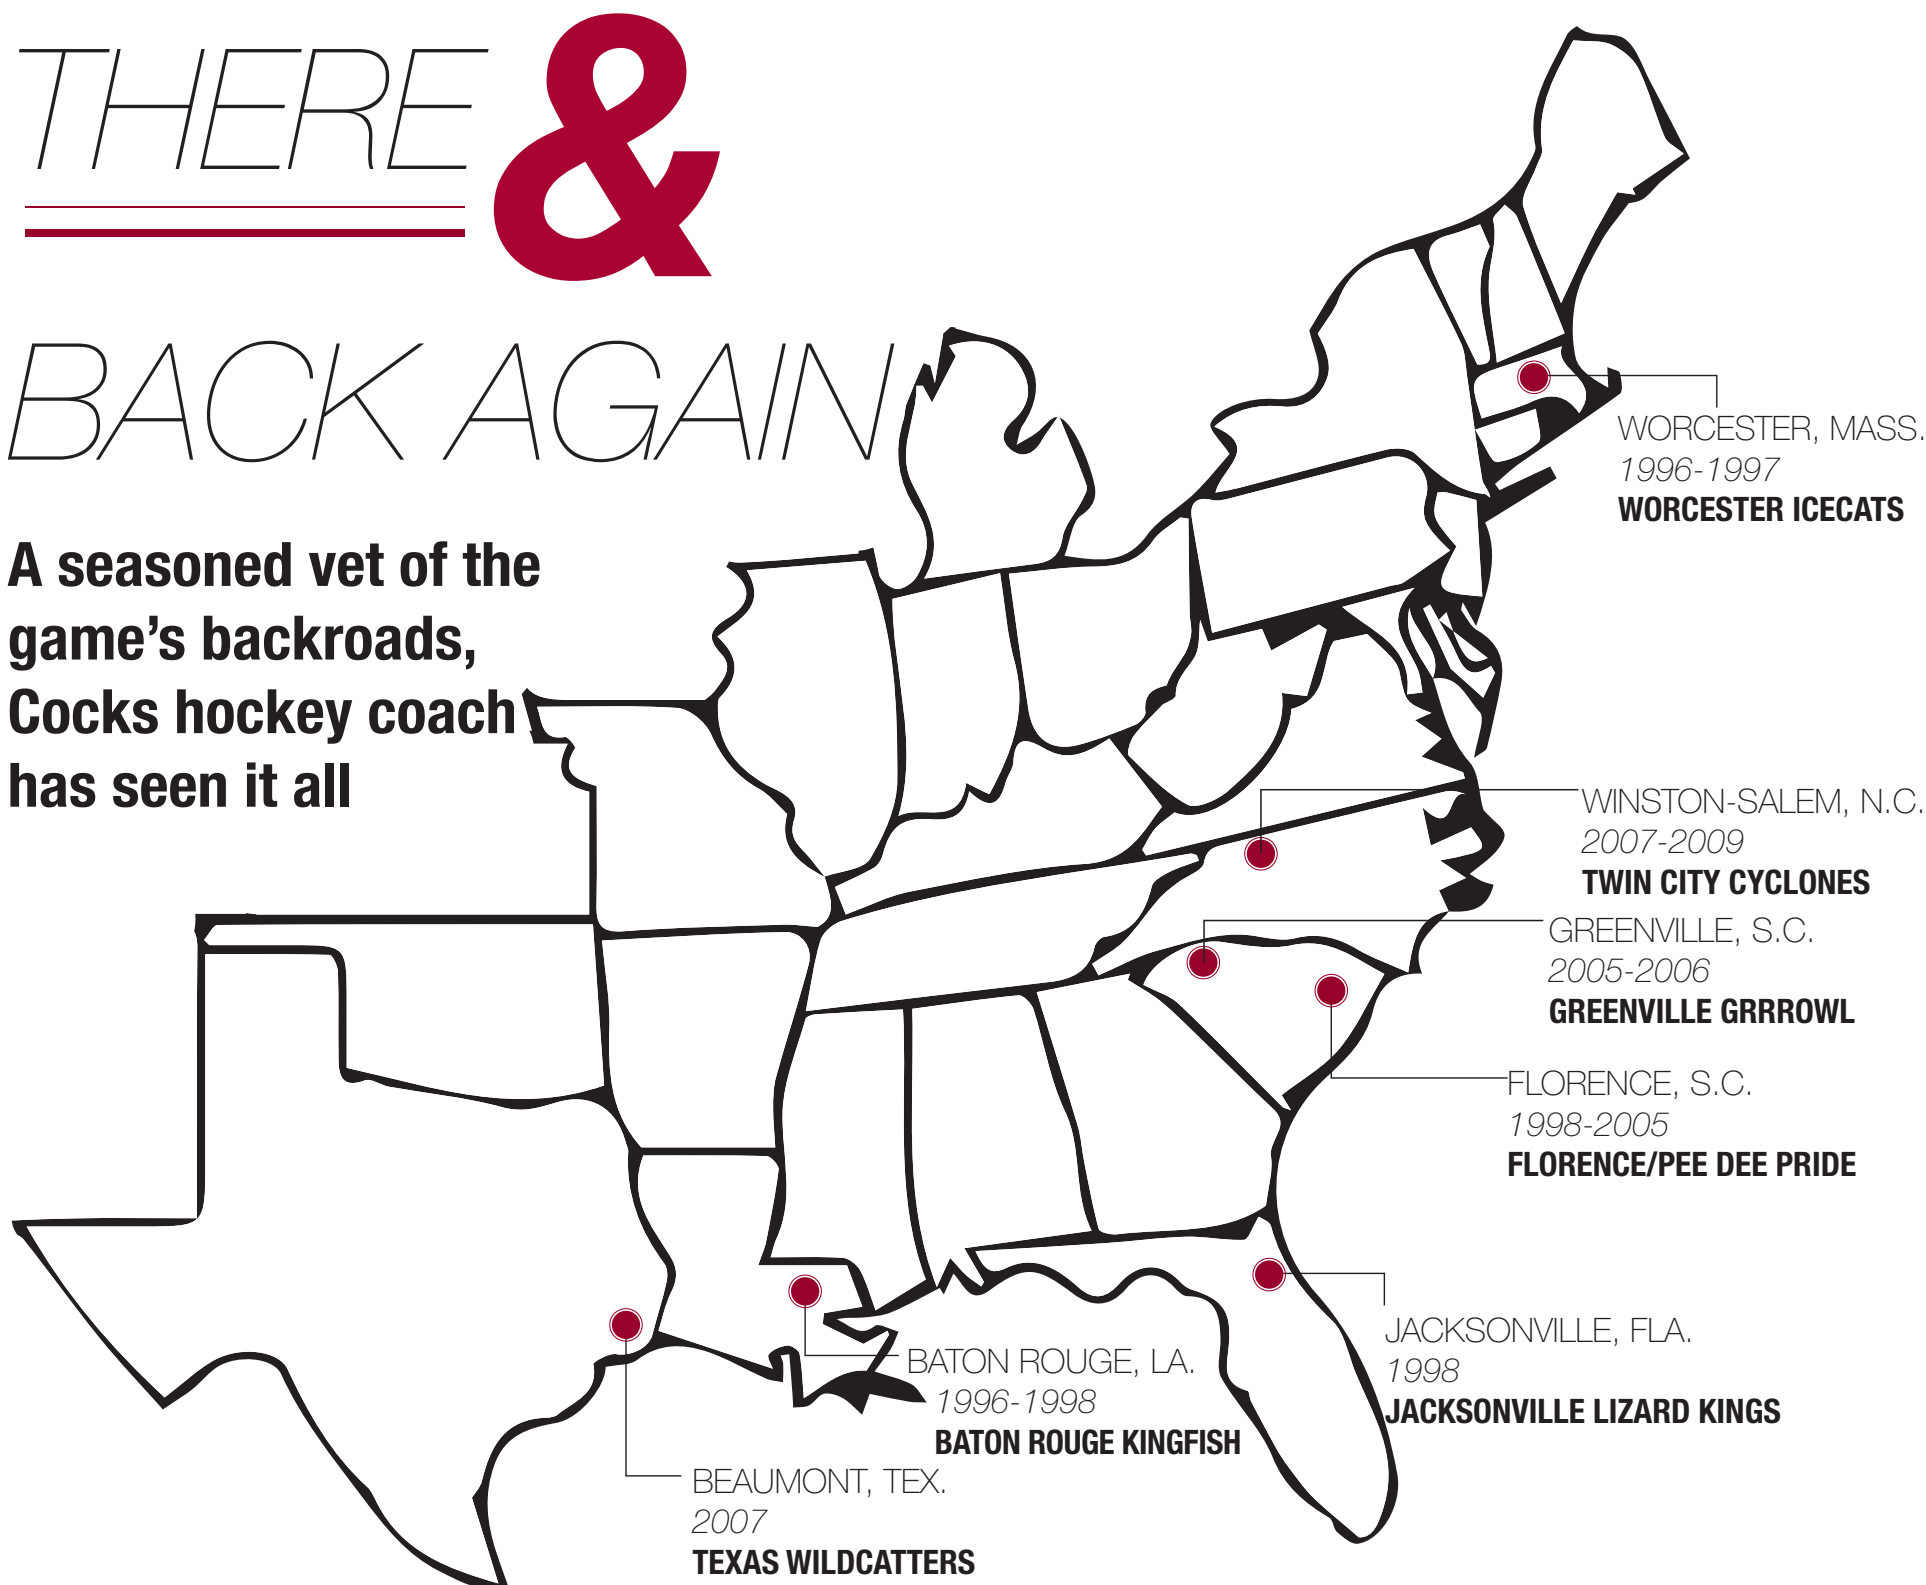 THERE &
BACK AGAIN
A seasoned vet of the
game’s backroads,
Cocks hockey coach
has seen it all
WORCESTER, MASS.
1996-1997
WORCESTER ICECATS
WINSTON-SALEM, N.C.
2007-2009
TWIN CITY CYCLONES
GREENVILLE, S.C.
2005-2006
GREENVILLE GRRROWL
FLORENCE, S.C.
1998-2005
FLORENCE/PEE DEE PRIDE
JACKSONVILLE, FLA.
1998
JACKSONVILLE LIZARD KINGS
BATON ROUGE, LA.
1996-1998
BATON ROUGE KINGFISH
BEAUMONT, TEX.
2007
TEXAS WILDCATTERS